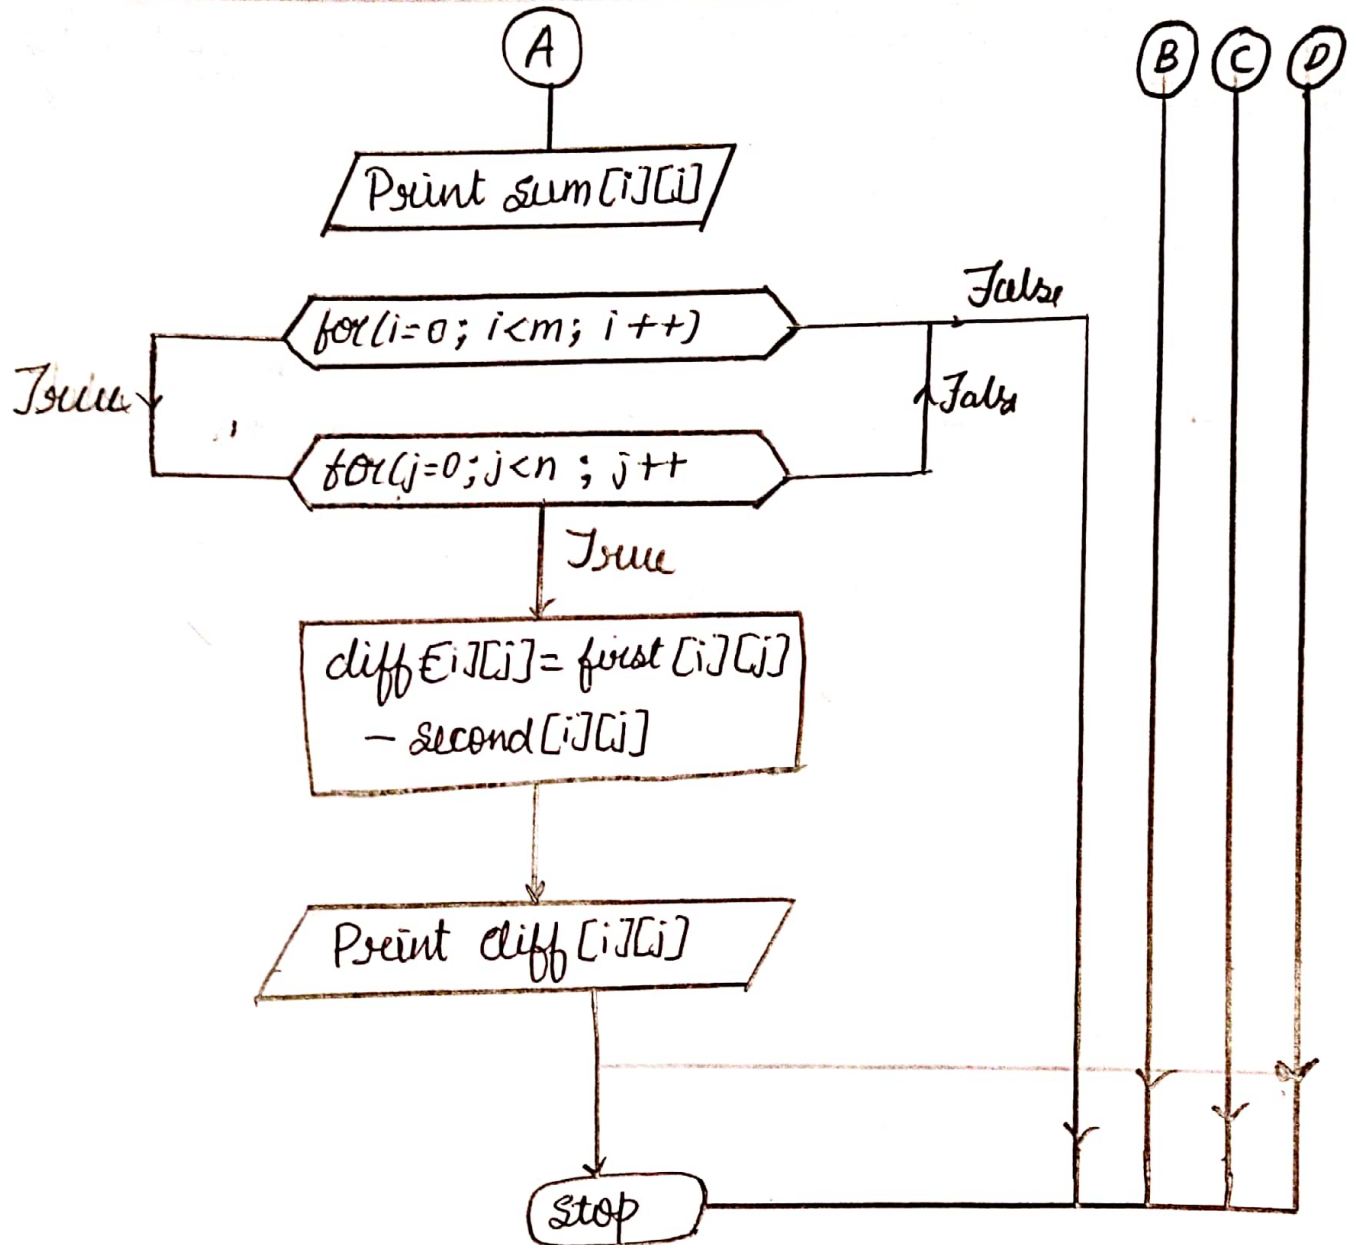 A
B C D
Print sum[i][j]
False
for(i=0; i<m; i++)
True
False
for(j=0; j<n ; j++
True
diff[i][j]= first[i][j]
- second[i][j]
Print diff[i][j]
Stop